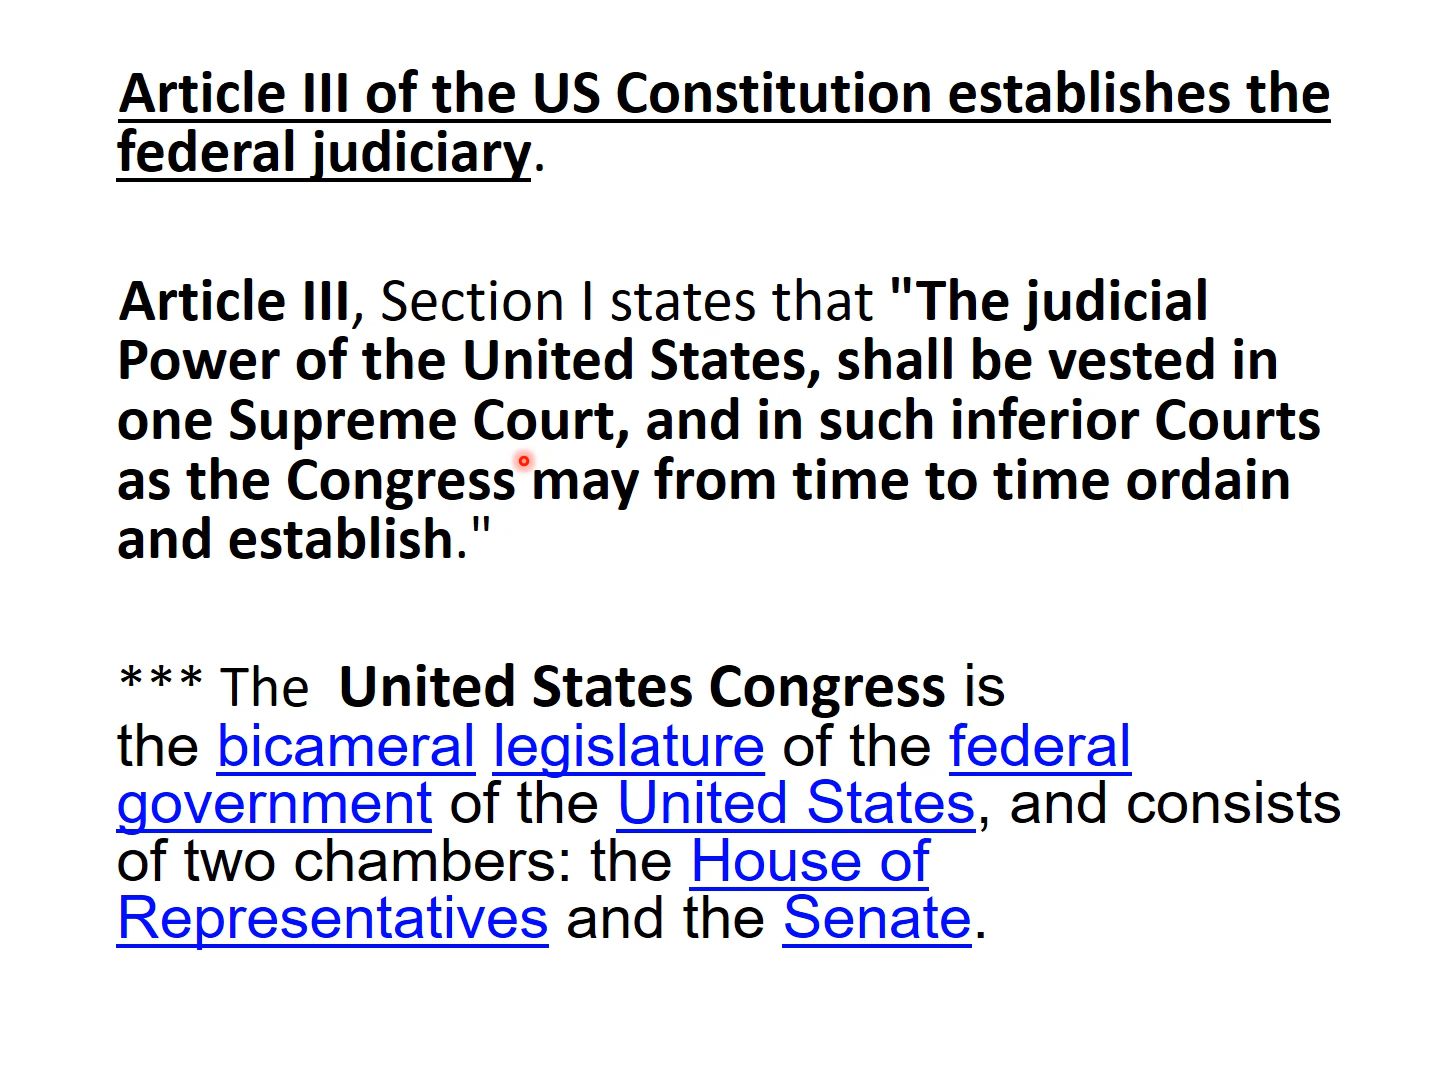 Article III of the US Constitution establishes the
federal judiciary.
Article III, Section I states that "The judicial
Power of the United States, shall be vested in
one Supreme Court, and in such inferior Courts
as the Congress may from time to time ordain
and establish."
*** The United States Congress is
the bicameral legislature of the federal
government of the United States, and consists
of two chambers: the House of
Representatives and the Senate.